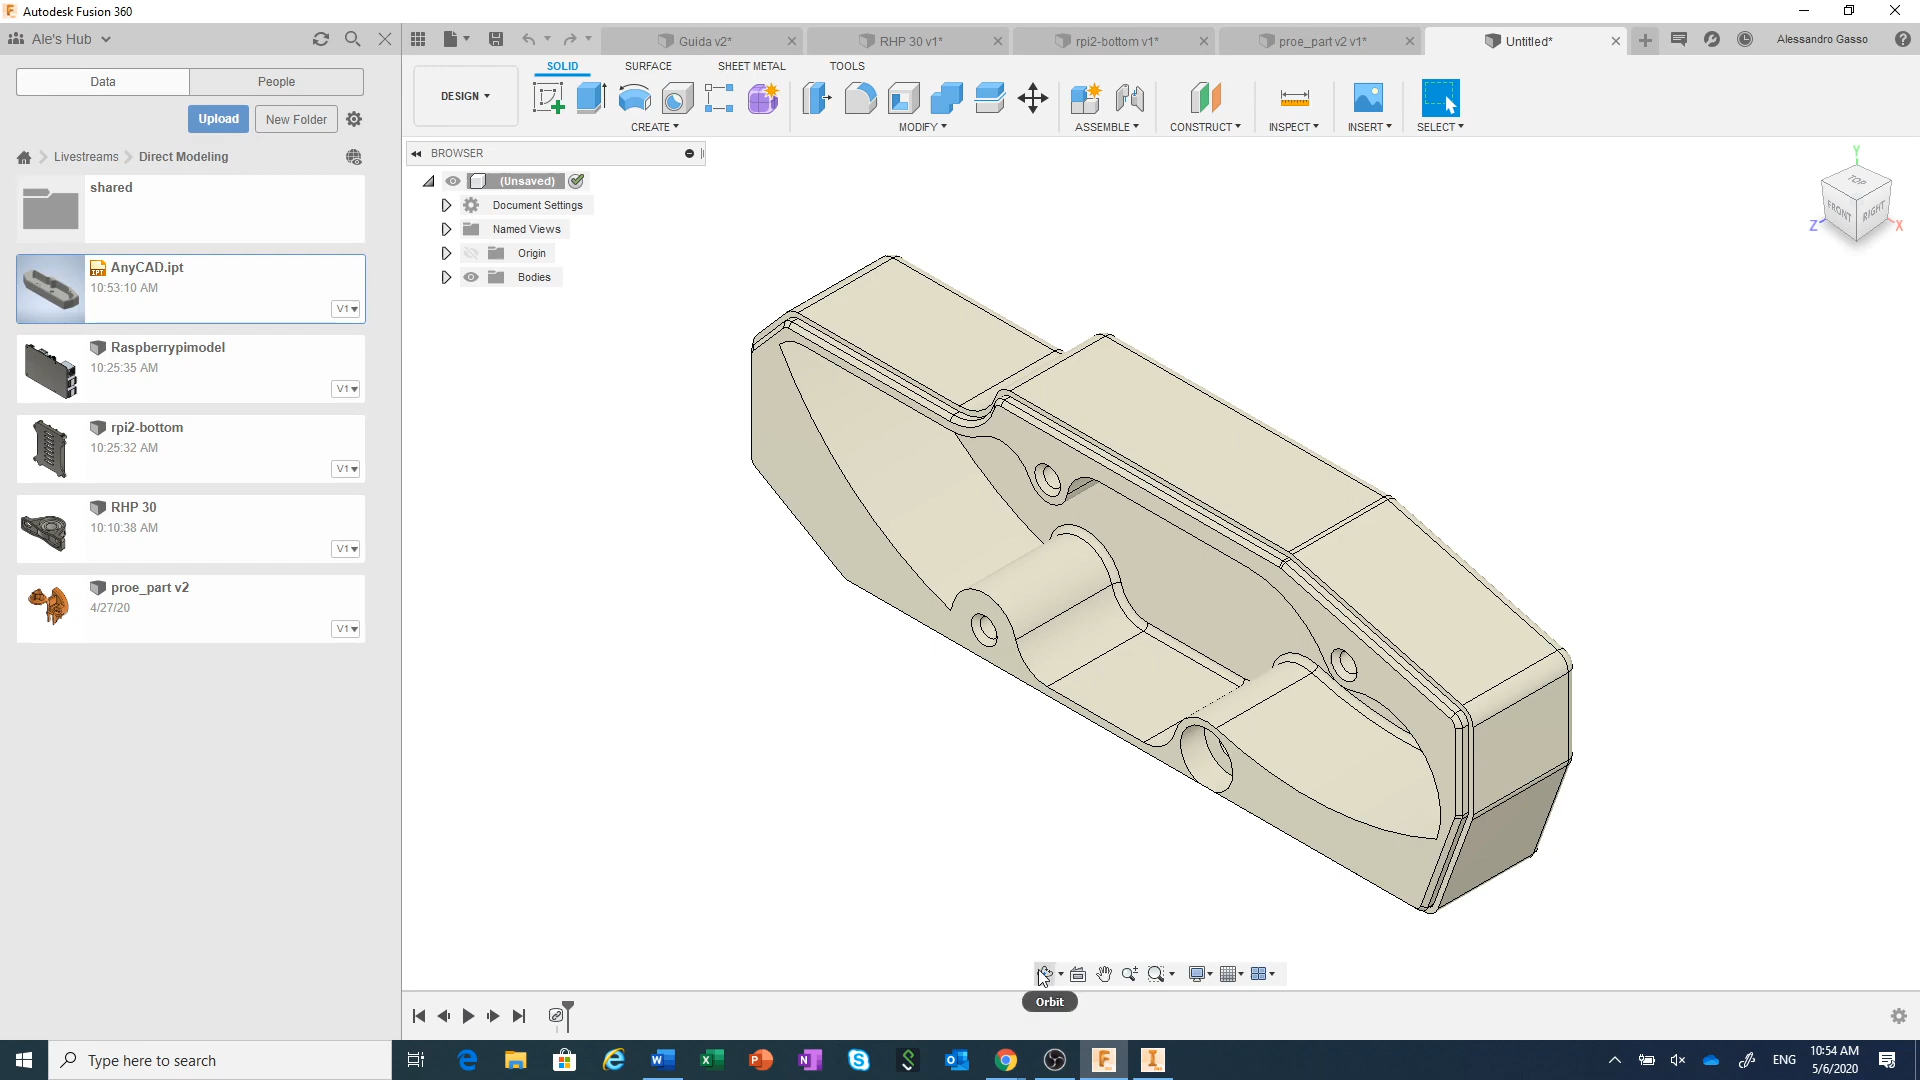 Autodesk Fusion 360
Ale's Hub
Guida v2*
RHP 30 v1*
rpi2-bottom v1*
proe_part v2 v1*
Untitled*
Alessandro Gasso
Data
People
SOLID
SURFACE
SHEET METAL
TOOLS
DESIGN
Upload
New Folder
CREATE
MODIFY
ASSEMBLE
CONSTRUCT
INSPECT
INSERT
SELECT
Livestreams
Direct Modeling
BROWSER
(Unsaved)
Document Settings
Named Views
Origin
Bodies
shared
AnyCAD.ipt
10:53:10 AM
V1
Raspberrypimodel
10:25:35 AM
V1
rpi2-bottom
10:25:32 AM
V1
RHP 30
10:10:38 AM
V1
proe_part v2
4/27/20
V1
Y
TOP
FRONT
RIGHT
Z
X
Orbit
Type here to search
ENG
10:54 AM
5/6/2020